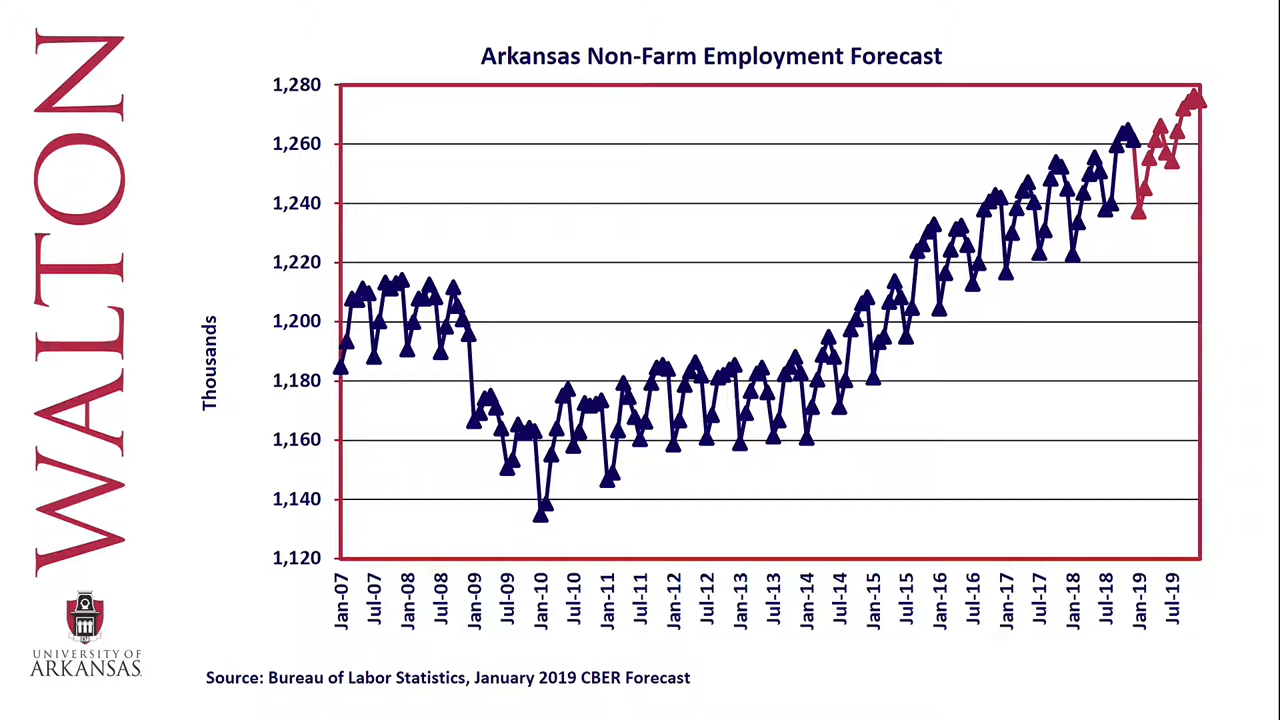 WALTON
UNIVERSITY OF
ARKANSAS
Arkansas Non-Farm Employment Forecast
Thousands
1,280
1,260
1,240
1,220
1,200
1,180
1,160
1,140
1,120
Jan-07
Jul-07
Jan-08
Jul-08
Jan-09
Jul-09
Jan-10
Jul-10
Jan-11
Jul-11
Jan-12
Jul-12
Jan-13
Jul-13
Jan-14
Jul-14
Jan-15
Jul-15
Jan-16
Jul-16
Jan-17
Jul-17
Jan-18
Jul-18
Jan-19
Jul-19
Source: Bureau of Labor Statistics, January 2019 CBER Forecast